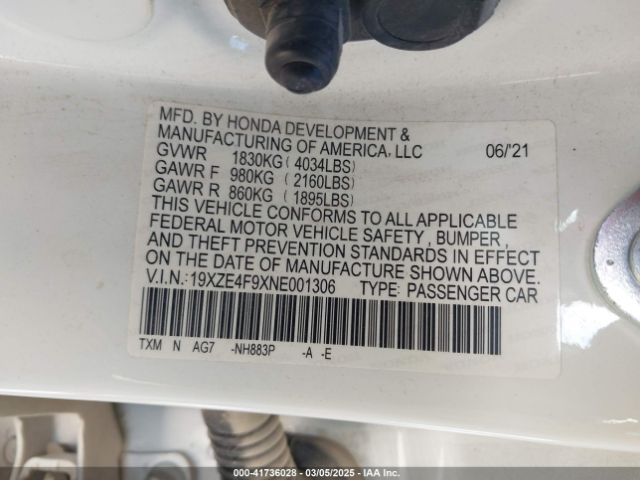 MFD. BY HONDA DEVELOPMENT &
MANUFACTURING OF AMERICA, LLC 06/'21
GVWR 1830KG ( 4034LBS)
GAWR F 980KG ( 2160LBS)
GAWR R 860KG ( 1895LBS)
THIS VEHICLE CONFORMS TO ALL APPLICABLE
FEDERAL MOTOR VEHICLE SAFETY , BUMPER ,
AND THEFT PREVENTION STANDARDS IN EFFECT
ON THE DATE OF MANUFACTURE SHOWN ABOVE.
V.I.N.:19XZE4F9XNE001306 TYPE: PASSENGER CAR
TXM N AG7 -NH883P -A -E
000-41736028 — 03/05/2025 — IAA Inc.